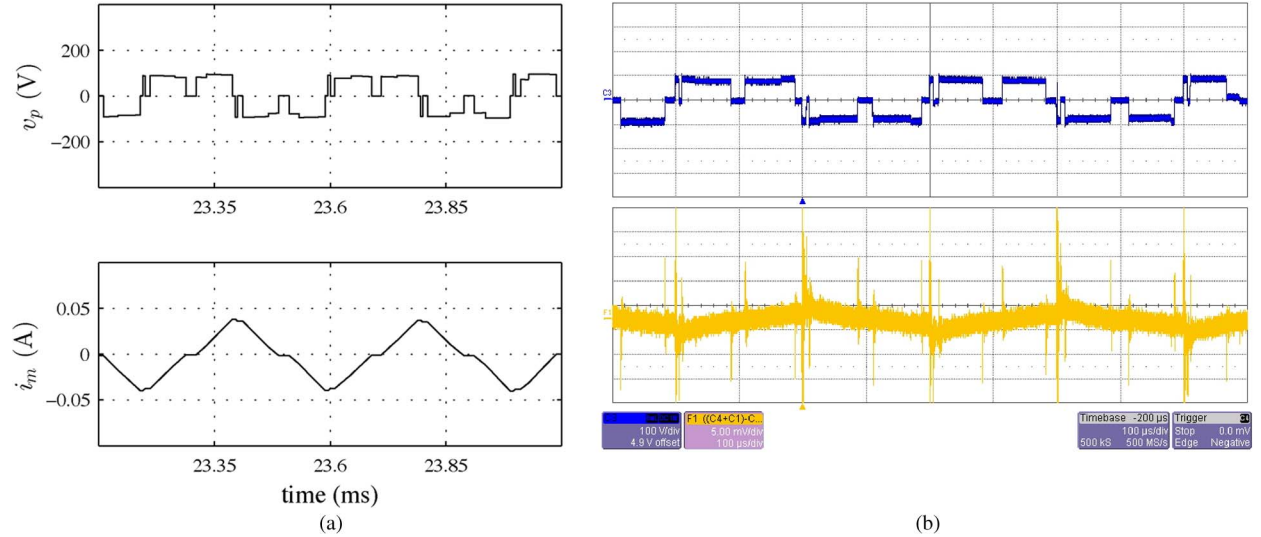 200
0
−200
v_p (V)
23.35 23.6 23.85
0.05
0
−0.05
i_m (A)
23.35 23.6 23.85
time (ms)
(a)
C3
F1
100 V/div
4.9 V offset
F1 ((C4+C1)-C...
5.00 mV/div
100 µs/div
Timebase -200 µs
100 µs/div
500 kS 500 MS/s
Trigger
Stop 0.0 mV
Edge Negative
(b)